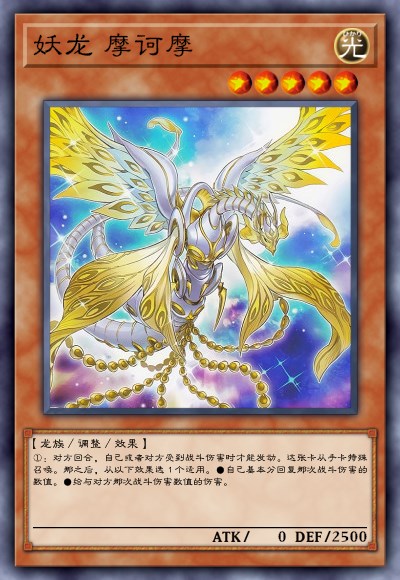 妖龙 摩诃摩
ひかり
光
【龙族／调整／效果】
①：对方回合，自己或者对方受到战斗伤害时才能发动。这张卡从手卡特殊
召唤。那之后，从以下效果选1个适用。●自己基本分回复那次战斗伤害的
数值。●给与对方那次战斗伤害数值的伤害。
ATK/ 0 DEF/2500